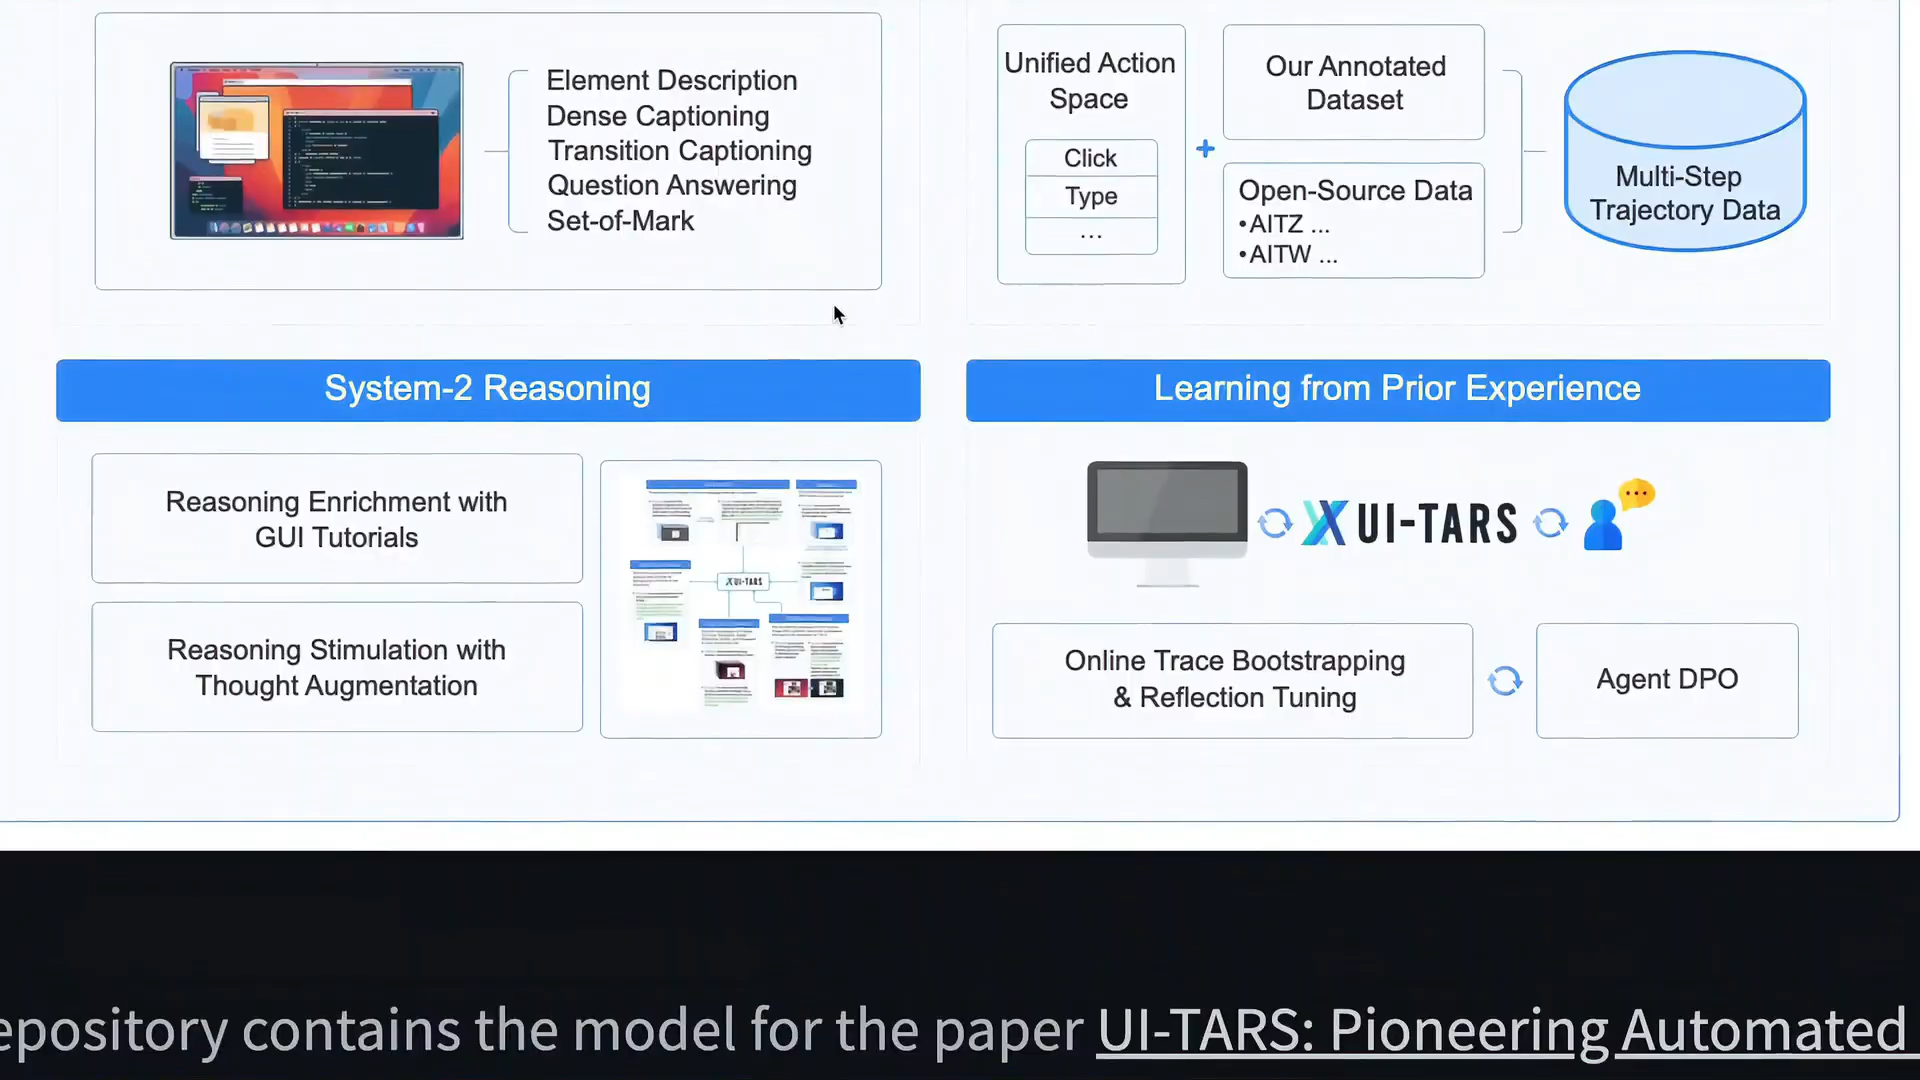 Element Description
Dense Captioning
Transition Captioning
Question Answering
Set-of-Mark
Unified Action
Space
Click
Type
...
+
Our Annotated
Dataset
Open-Source Data
•AITZ ...
•AITW ...
Multi-Step
Trajectory Data
System-2 Reasoning
Reasoning Enrichment with
GUI Tutorials
Reasoning Stimulation with
Thought Augmentation
UI-TARS
Learning from Prior Experience
UI-TARS
Online Trace Bootstrapping
& Reflection Tuning
Agent DPO
epository contains the model for the paper UI-TARS: Pioneering Automated